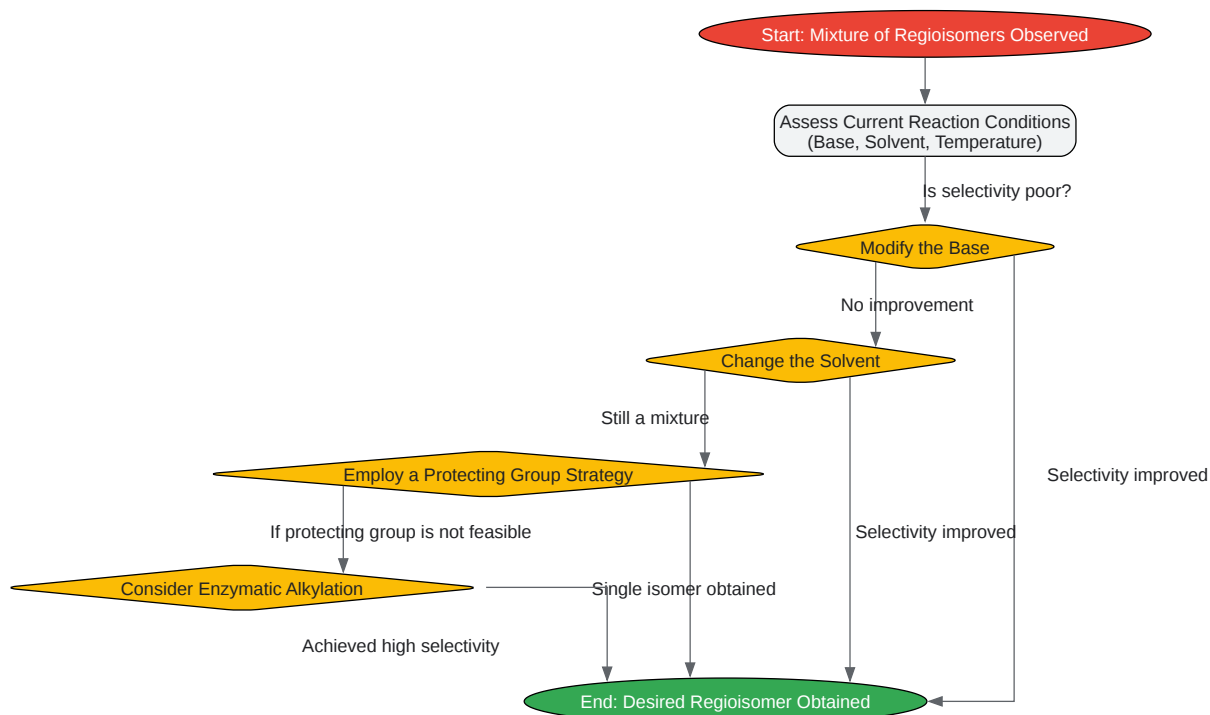 Start: Mixture of Regioisomers Observed
Assess Current Reaction Conditions
(Base, Solvent, Temperature)
Is selectivity poor?
Modify the Base
No improvement
Change the Solvent
Still a mixture
Employ a Protecting Group Strategy
Selectivity improved
If protecting group is not feasible
Selectivity improved
Consider Enzymatic Alkylation
Single isomer obtained
Achieved high selectivity
End: Desired Regioisomer Obtained